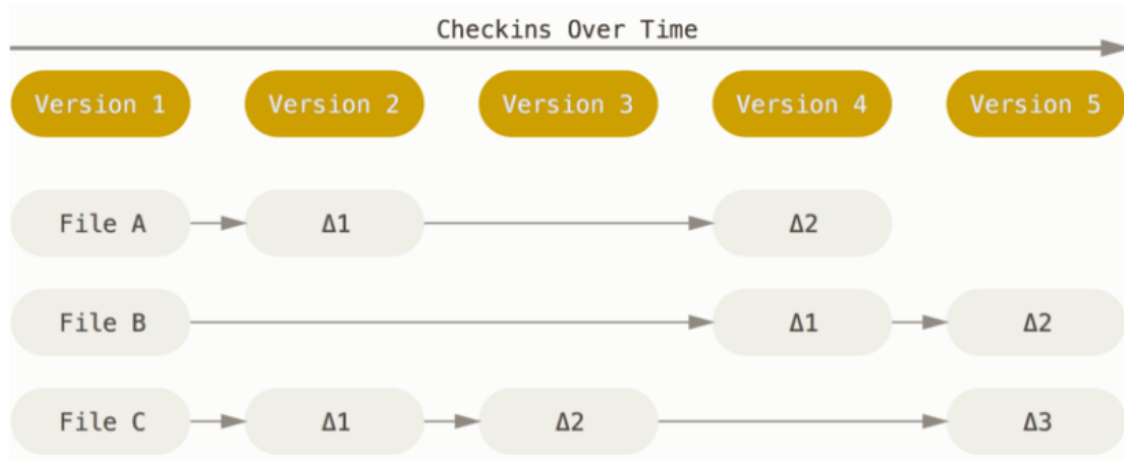 Checkins Over Time
Version 1 Version 2 Version 3 Version 4 Version 5
File A Δ1 Δ2
File B Δ1 Δ2
File C Δ1 Δ2 Δ3